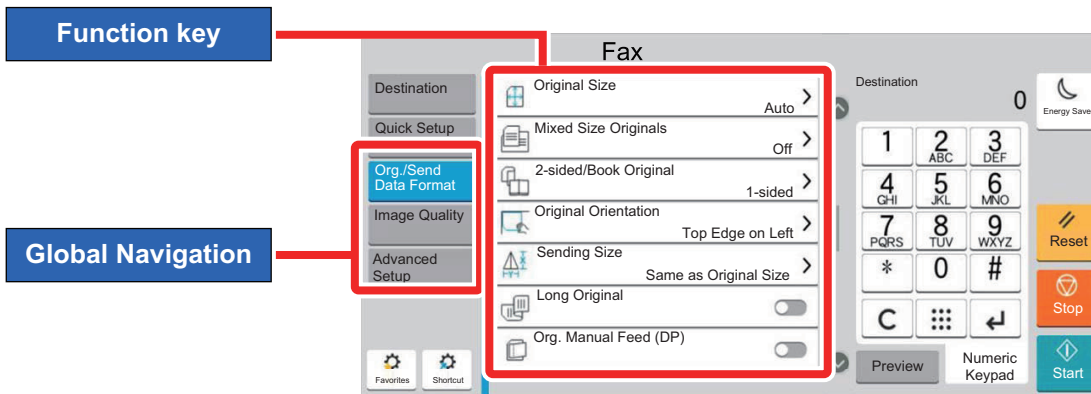 Function key
Global Navigation
Fax
Destination
Quick Setup
Org./Send
Data Format
Image Quality
Advanced
Setup
Favorites
Shortcut
Original Size
Auto
Mixed Size Originals
Off
2-sided/Book Original
1-sided
Original Orientation
Top Edge on Left
Sending Size
Same as Original Size
Long Original
Org. Manual Feed (DP)
Destination
0
1
2
ABC
3
DEF
4
GHI
5
JKL
6
MNO
7
PQRS
8
TUV
9
WXYZ
*
0
#
C
Preview
Numeric
Keypad
Energy Save
Reset
Stop
Start